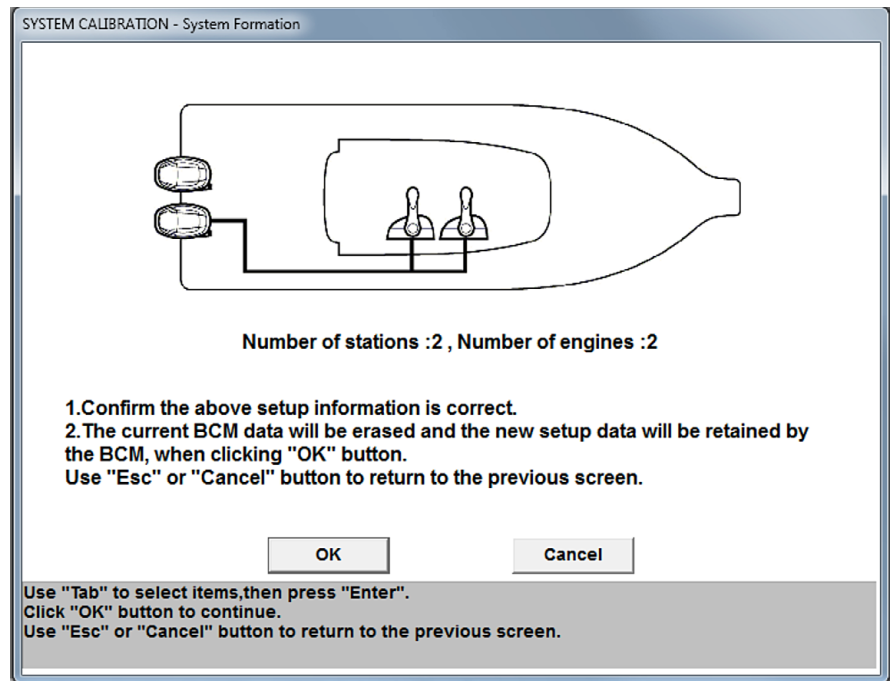 SYSTEM CALIBRATION - System Formation
Number of stations :2 , Number of engines :2
1.Confirm the above setup information is correct.
2.The current BCM data will be erased and the new setup data will be retained by
the BCM, when clicking "OK" button.
Use "Esc" or "Cancel" button to return to the previous screen.
OK
Cancel
Use "Tab" to select items,then press "Enter".
Click "OK" button to continue.
Use "Esc" or "Cancel" button to return to the previous screen.